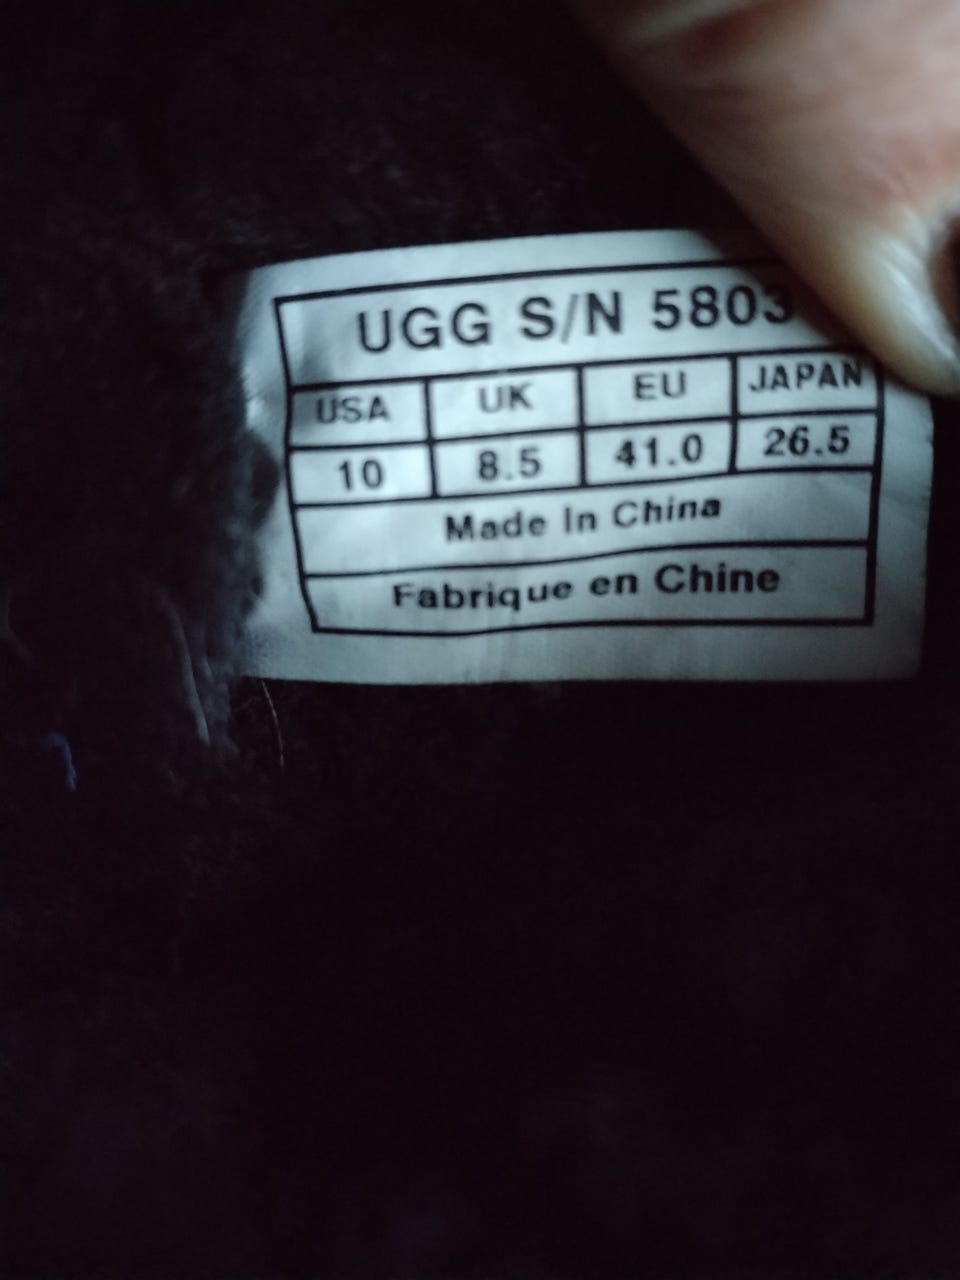 UGG S/N 5803
USA UK EU JAPAN
10 8.5 41.0 26.5
Made In China
Fabrique en Chine